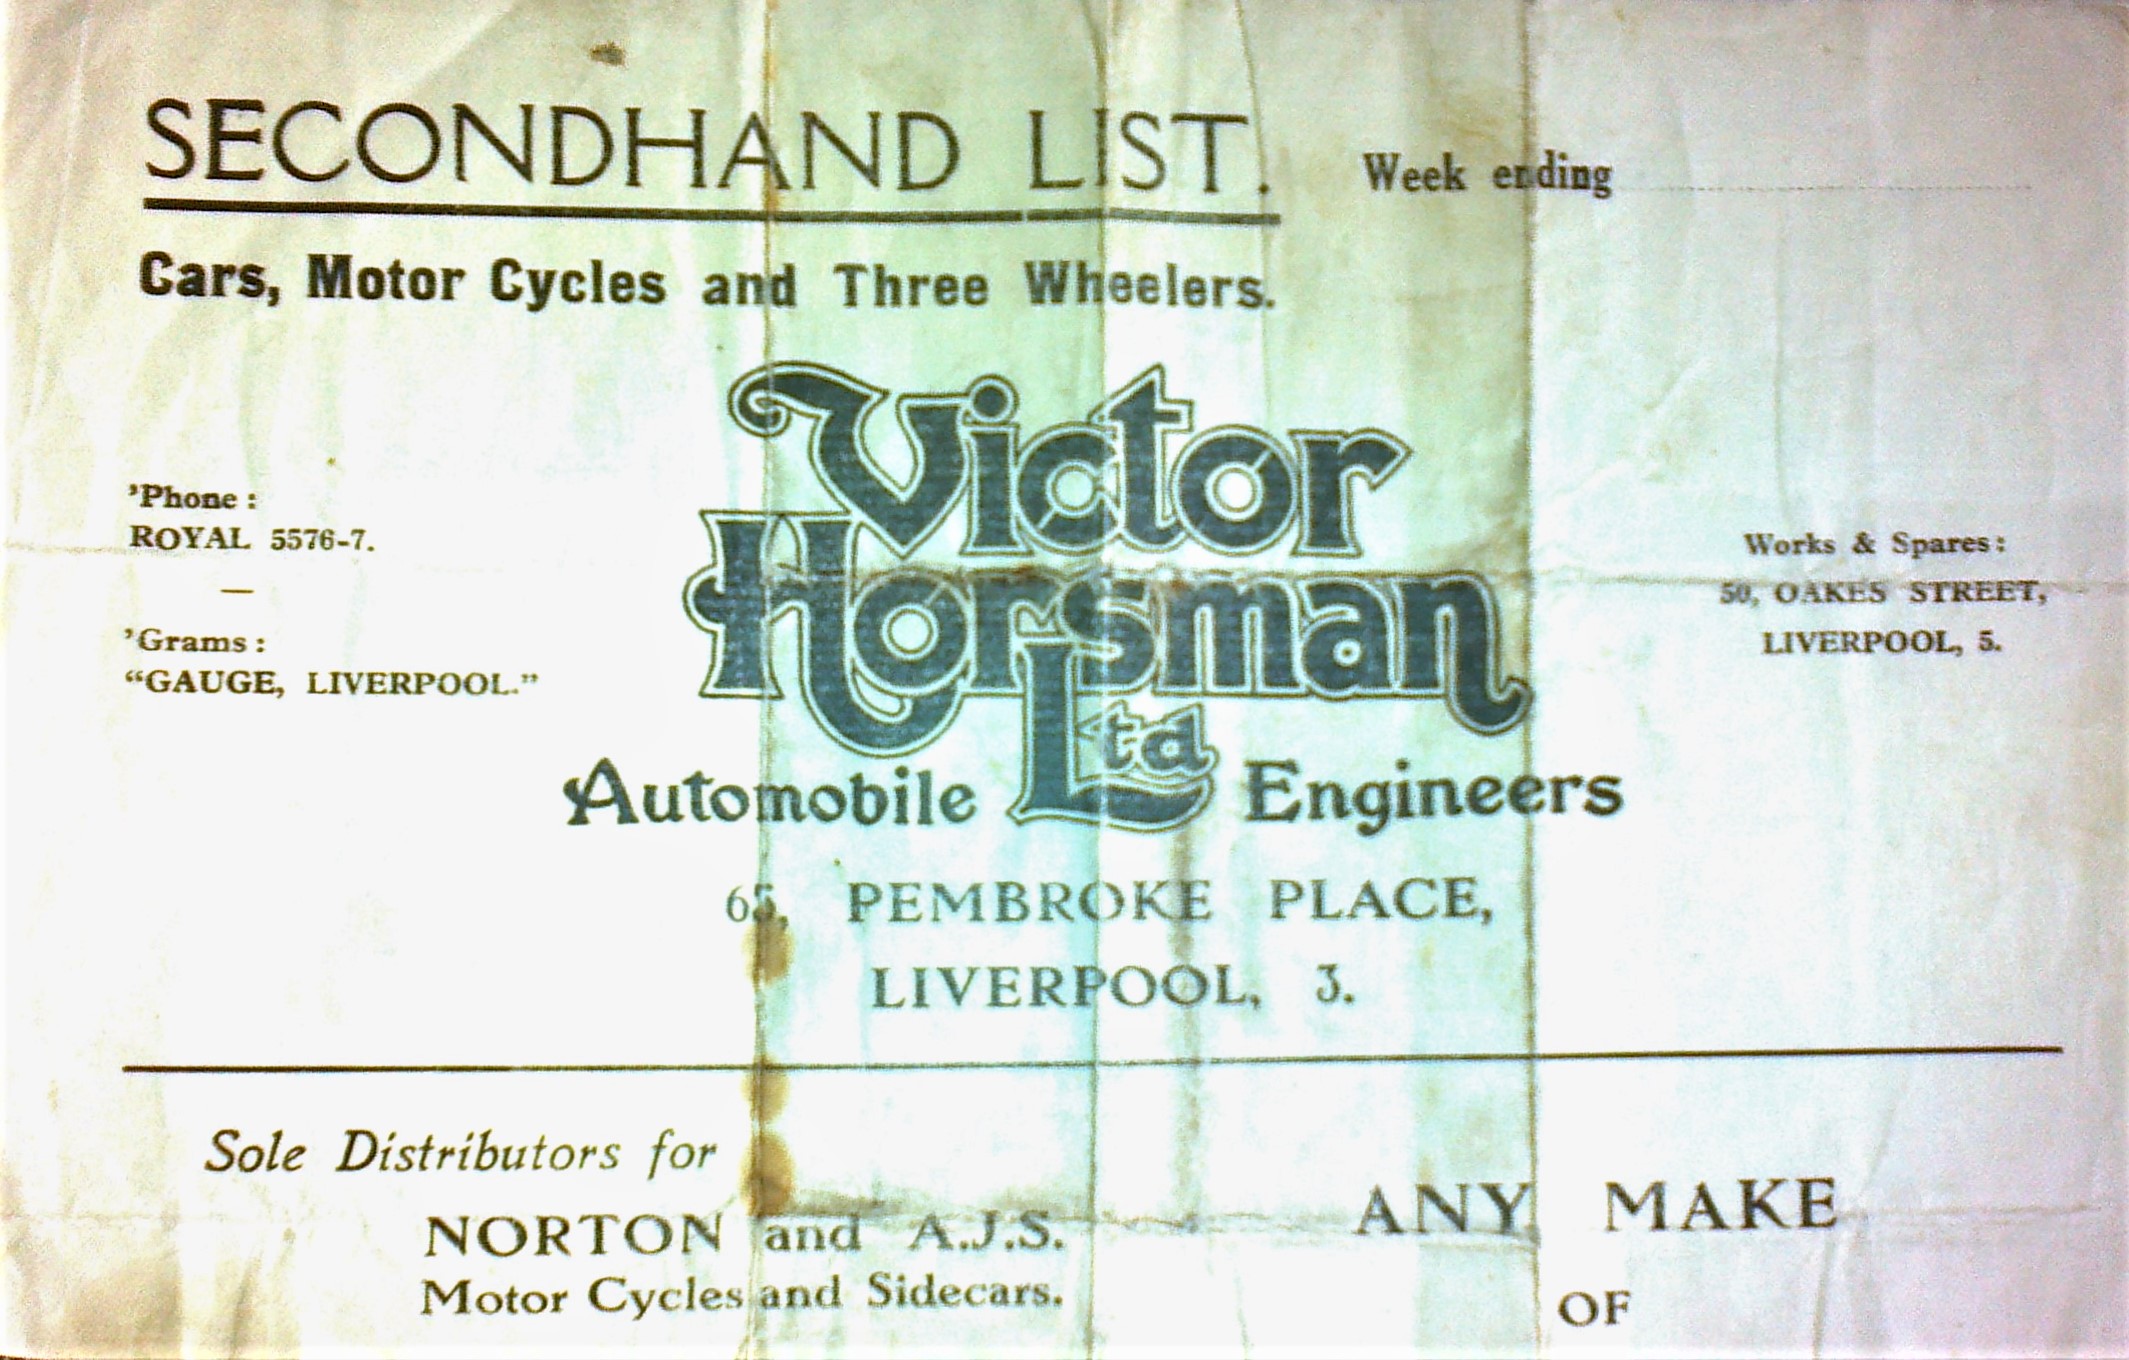 SECONDHAND LIST. Week ending
Cars, Motor Cycles and Three Wheelers.
Victor
Horsman
Ltd
Automobile Engineers
'Phone :
ROYAL 5576-7.
—
'Grams :
“GAUGE, LIVERPOOL.”
Works & Spares :
50, OAKES STREET,
LIVERPOOL, 5.
65, PEMBROKE PLACE,
LIVERPOOL, 3.
Sole Distributors for
NORTON and A.J.S.
Motor Cycles and Sidecars.
ANY MAKE
OF